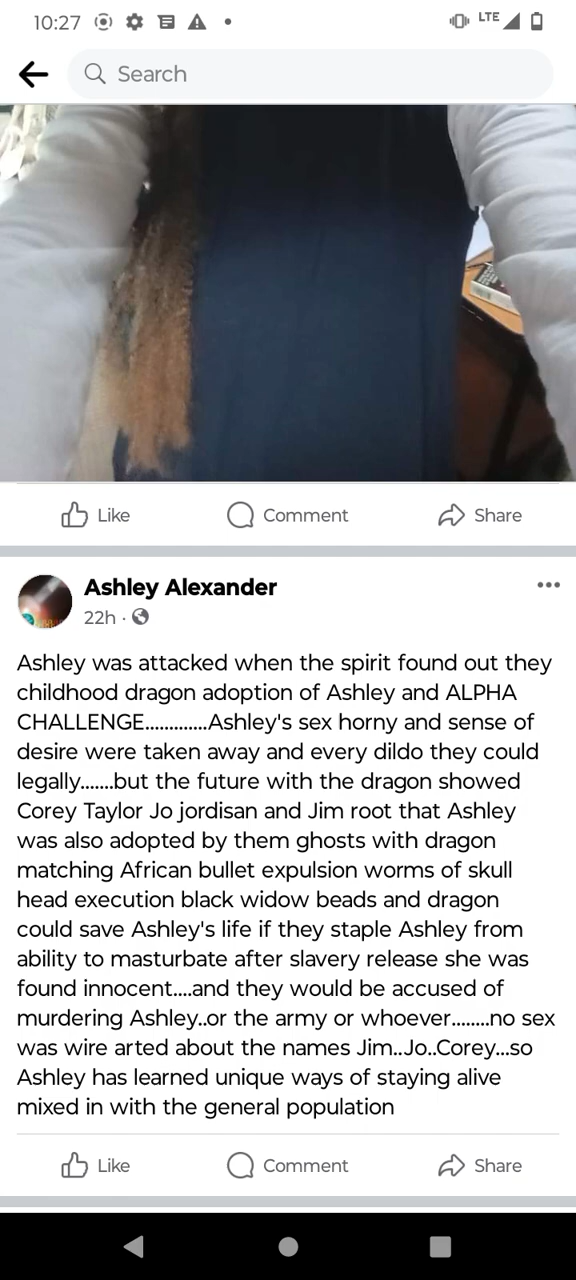 10:27
LTE
Search
Like
Comment
Share
Ashley Alexander
22h ·
Ashley was attacked when the spirit found out they
childhood dragon adoption of Ashley and ALPHA
CHALLENGE............Ashley's sex horny and sense of
desire were taken away and every dildo they could
legally.......but the future with the dragon showed
Corey Taylor Jo jordisan and Jim root that Ashley
was also adopted by them ghosts with dragon
matching African bullet expulsion worms of skull
head execution black widow beads and dragon
could save Ashley's life if they staple Ashley from
ability to masturbate after slavery release she was
found innocent....and they would be accused of
murdering Ashley..or the army or whoever........no sex
was wire arted about the names Jim..Jo..Corey...so
Ashley has learned unique ways of staying alive
mixed in with the general population
Like
Comment
Share